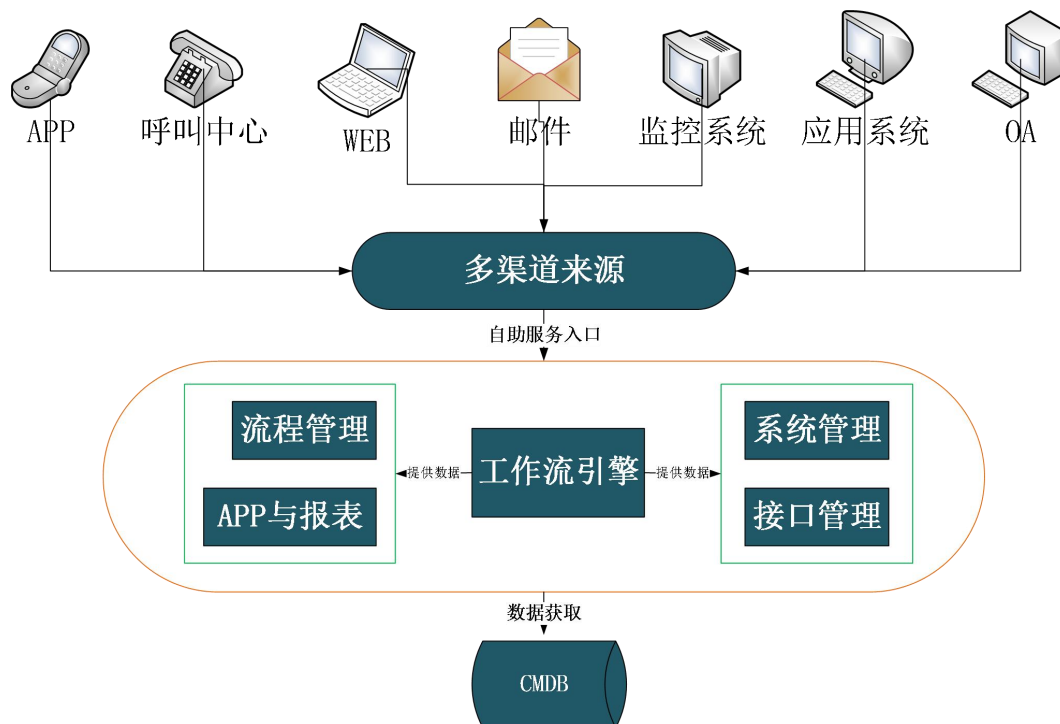 APP
呼叫中心
WEB
邮件
监控系统
应用系统
OA
多渠道来源
自助服务入口
流程管理
APP与报表
提供数据
工作流引擎
提供数据
系统管理
接口管理
数据获取
CMDB